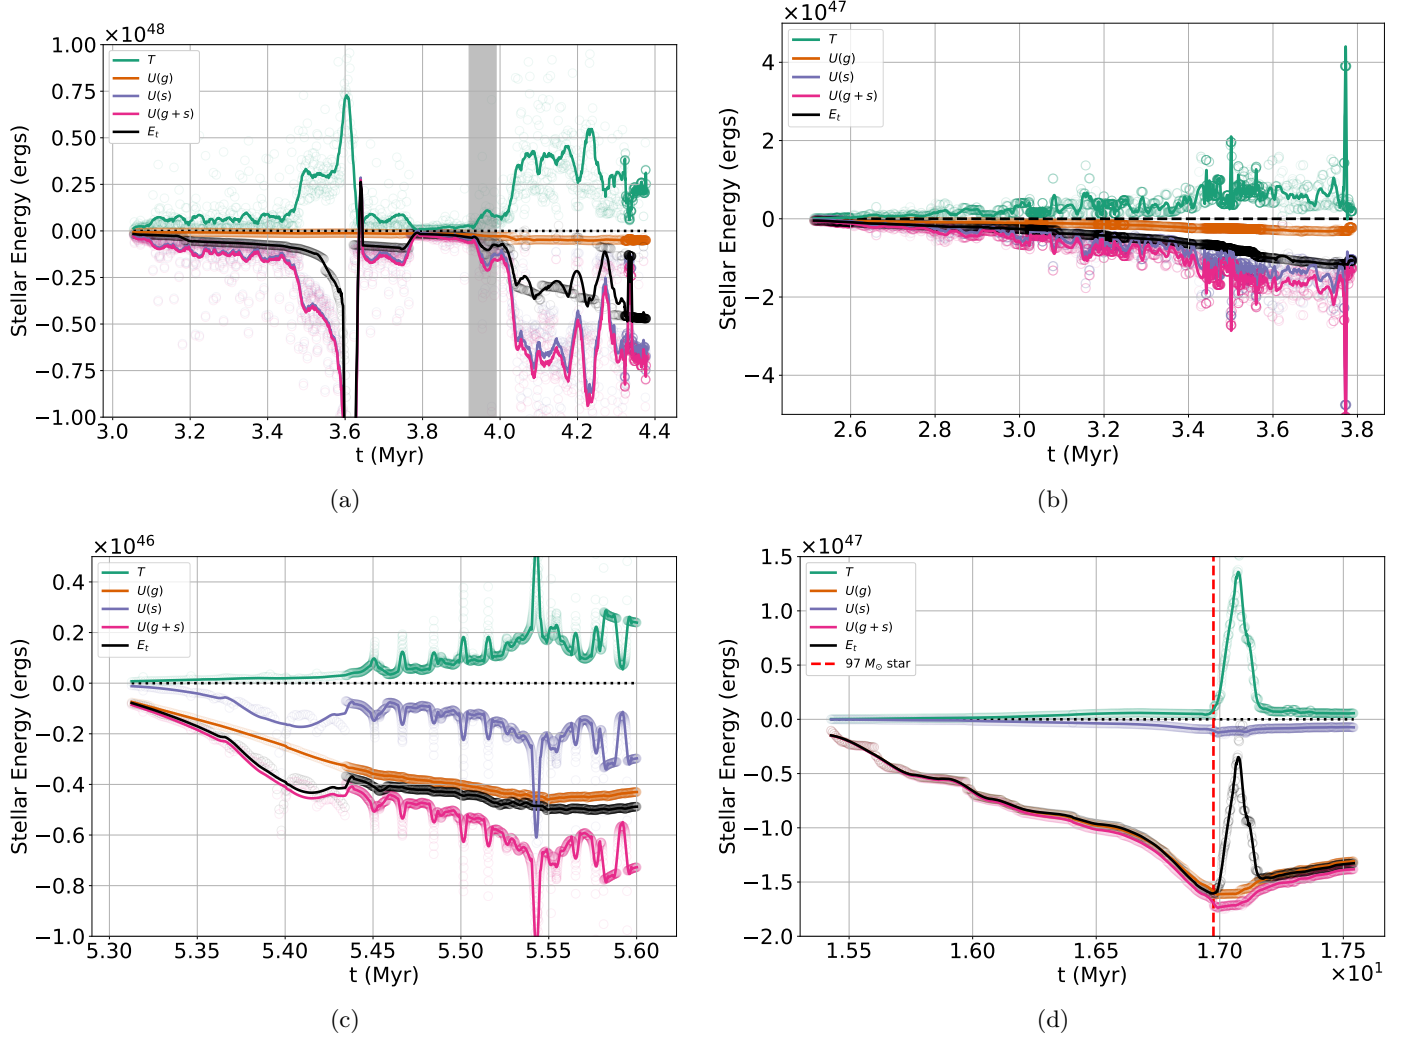 ×10^48
1.00
0.75
0.50
0.25
0.00
−0.25
−0.50
−0.75
−1.00
Stellar Energy (ergs)
T
U(g)
U(s)
U(g + s)
E_t
3.0 3.2 3.4 3.6 3.8 4.0 4.2 4.4
t (Myr)
(a)
×10^47
4
2
0
−2
−4
Stellar Energy (ergs)
T
U(g)
U(s)
U(g + s)
E_t
2.6 2.8 3.0 3.2 3.4 3.6 3.8
t (Myr)
(b)
×10^46
0.4
0.2
0.0
−0.2
−0.4
−0.6
−0.8
−1.0
Stellar Energy (ergs)
T
U(g)
U(s)
U(g + s)
E_t
5.30 5.35 5.40 5.45 5.50 5.55 5.60
t (Myr)
(c)
×10^47
1.5
1.0
0.5
0.0
−0.5
−1.0
−1.5
−2.0
Stellar Energy (ergs)
T
U(g)
U(s)
U(g + s)
E_t
97 M_⊙ star
1.55 1.60 1.65 1.70 1.75
×10^1
t (Myr)
(d)